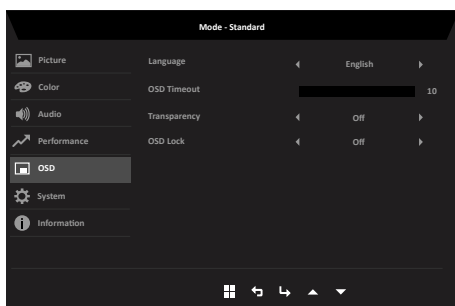 Mode - Standard
Picture
Language
English
Color
OSD Timeout
10
Audio
Transparency
Off
Performance
OSD Lock
Off
OSD
System
Information